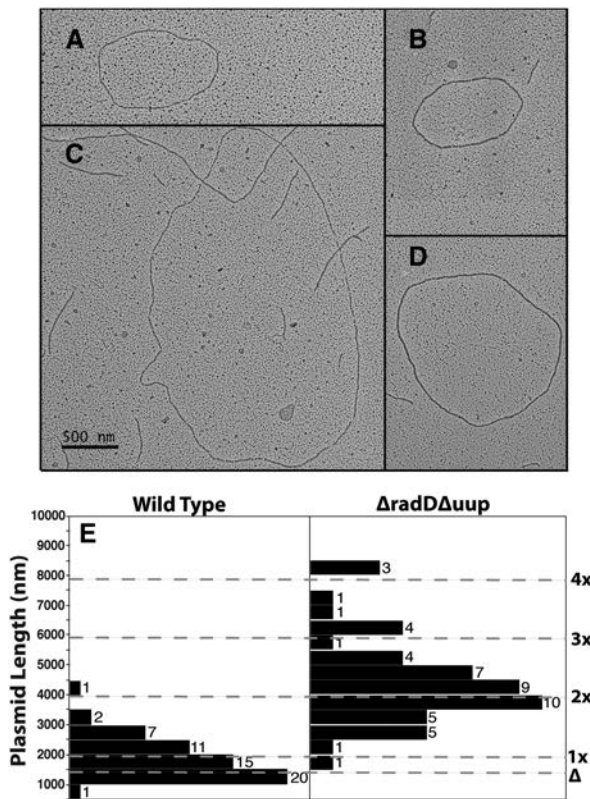 A
B
C
D
500 nm
Wild Type
ΔradDΔuup
E
Plasmid Length (nm)
10000
9000
8000
7000
6000
5000
4000
3000
2000
1000
1
2
7
11
15
20
1
3
1
1
4
1
4
7
9
10
5
5
1
1
4x
3x
2x
1x
Δ